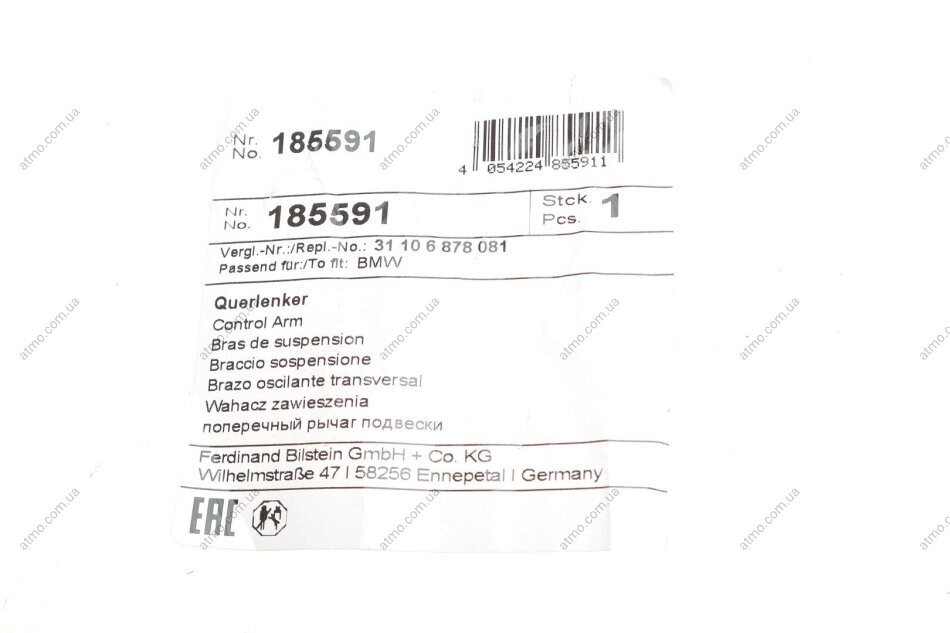 Nr. No. 185591
4 054224 855911
Nr. No. 185591 Stck. Pcs. 1
Vergl.-Nr.:/Repl.-No.: 31 10 6 878 081
Passend für:/To fit: BMW
Querlenker
Control Arm
Bras de suspension
Braccio sospensione
Brazo oscilante transversal
Wahacz zawieszenia
поперечный рычаг подвески
Ferdinand Bilstein GmbH + Co. KG
Wilhelmstraße 47 | 58256 Ennepetal | Germany
EAC
atmo.com.ua